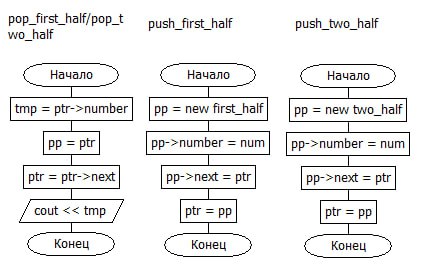 pop_first_half/pop_t
wo_half
Начало
tmp = ptr->number
pp = ptr
ptr = ptr->next
cout << tmp
Конец
push_first_half
Начало
pp = new first_half
pp->number = num
pp->next = ptr
ptr = pp
Конец
push_two_half
Начало
pp = new two_half
pp->number = num
pp->next = ptr
ptr = pp
Конец